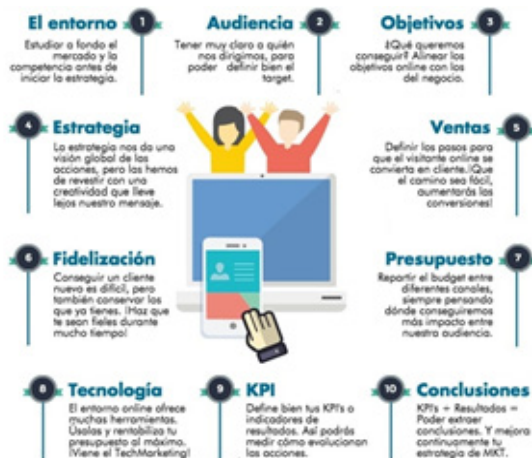 El entorno
1
Estudiar a fondo el
mercado y la
competencia antes de
iniciar la estrategia.
Audiencia
2
Tener muy claro a quién
nos dirigimos, para
poder definir bien el
target.
Objetivos
3
¿Qué queremos
conseguir? Alinear los
objetivos online con los
del negocio.
4
Estrategia
La estrategia nos da una
visión global de las
acciones, pero las hemos
de revestir con una
creatividad que lleve
lejos nuestro mensaje.
Ventas
5
Definir los pasos para
que el visitante online se
convierta en cliente.¡Que
el camino sea fácil,
aumentarás las
conversiones!
6
Fidelización
Conseguir un cliente
nuevo es difícil, pero
también conservar los
que ya tienes. ¡Haz que
te sean fieles durante
mucho tiempo!
Presupuesto
7
Repartir el budget entre
diferentes canales,
siempre pensando
dónde conseguiremos
más impacto entre
nuestra audiencia.
8
Tecnología
El entorno online ofrece
muchas herramientas.
Úsalas y rentabiliza tu
presupuesto al máximo.
¡Viene el TechMarketing!
9
KPI
Define bien tus KPI's o
indicadores de
resultados. Así podrás
medir cómo evolucionan
las acciones.
10
Conclusiones
KPI's + Resultados =
Poder extraer
conclusiones. Y mejora
continuamente tu
estrategia de MKT.